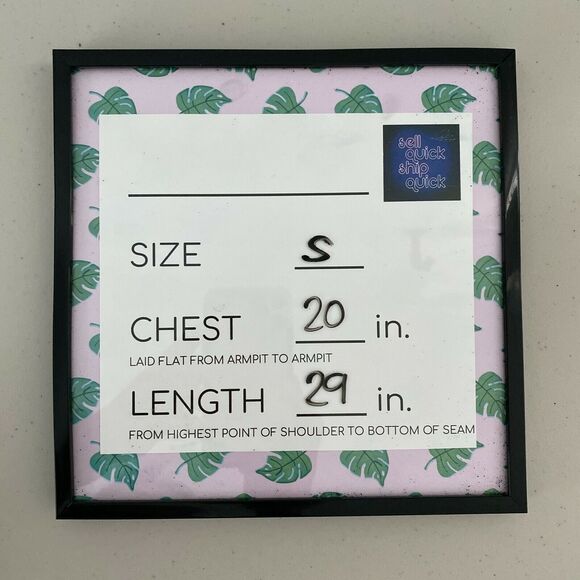 sell
quick
ship
quick
SIZE S
CHEST 20 in.
LAID FLAT FROM ARMPIT TO ARMPIT
LENGTH 29 in.
FROM HIGHEST POINT OF SHOULDER TO BOTTOM OF SEAM